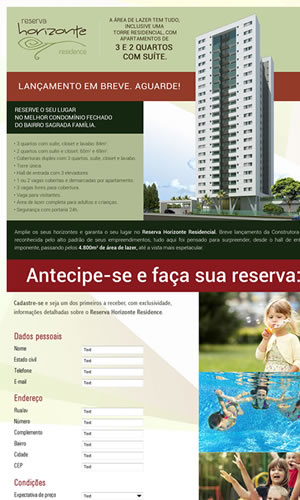 reserva
horizonte
residence
A ÁREA DE LAZER TEM TUDO,
INCLUSIVE UMA
TORRE RESIDENCIAL, COM
APARTAMENTOS DE
3 E 2 QUARTOS
COM SUÍTE.
LANÇAMENTO EM BREVE. AGUARDE!
RESERVE O SEU LUGAR
NO MELHOR CONDOMÍNIO FECHADO
DO BAIRRO SAGRADA FAMÍLIA.
• 3 quartos com suíte, closet e lavabo:
• 2 quartos com suíte e closet:
• Coberturas duplex com 3 quartos, suíte, closet e lavabo.
• Torre única.
• Hall de entrada com 3 elevadores
• 1 ou 2 vagas cobertas e demarcadas por apartamento.
• 3 vagas livres para cobertura.
• Vaga para visitantes.
• Área de lazer completa para adultos e crianças.
• Segurança com portaria 24h.
Amplie os seus horizontes e garanta o seu lugar no Reserva Horizonte Residencial. Breve lançamento da Construtora
reconhecida pelo alto padrão de seus empreendimentos, tudo aqui foi pensado para surpreender, desde o hall de en
imponente, passando pelos 4.800m² de área de lazer, até a vista mais espetacular.
Antecipe-se e faça sua reserva:
Cadastre-se e seja um dos primeiros a receber, com exclusividade,
informações detalhadas sobre o Reserva Horizonte Residence.
Dados pessoais
Nome Text
Estado civil Text
Telefone Text
E-mail Text
Endereço
Rua/av Text
Número Text
Complemento Text
Bairro Text
Cidade Text
CEP Text
Condições
Expectativa de preço Text